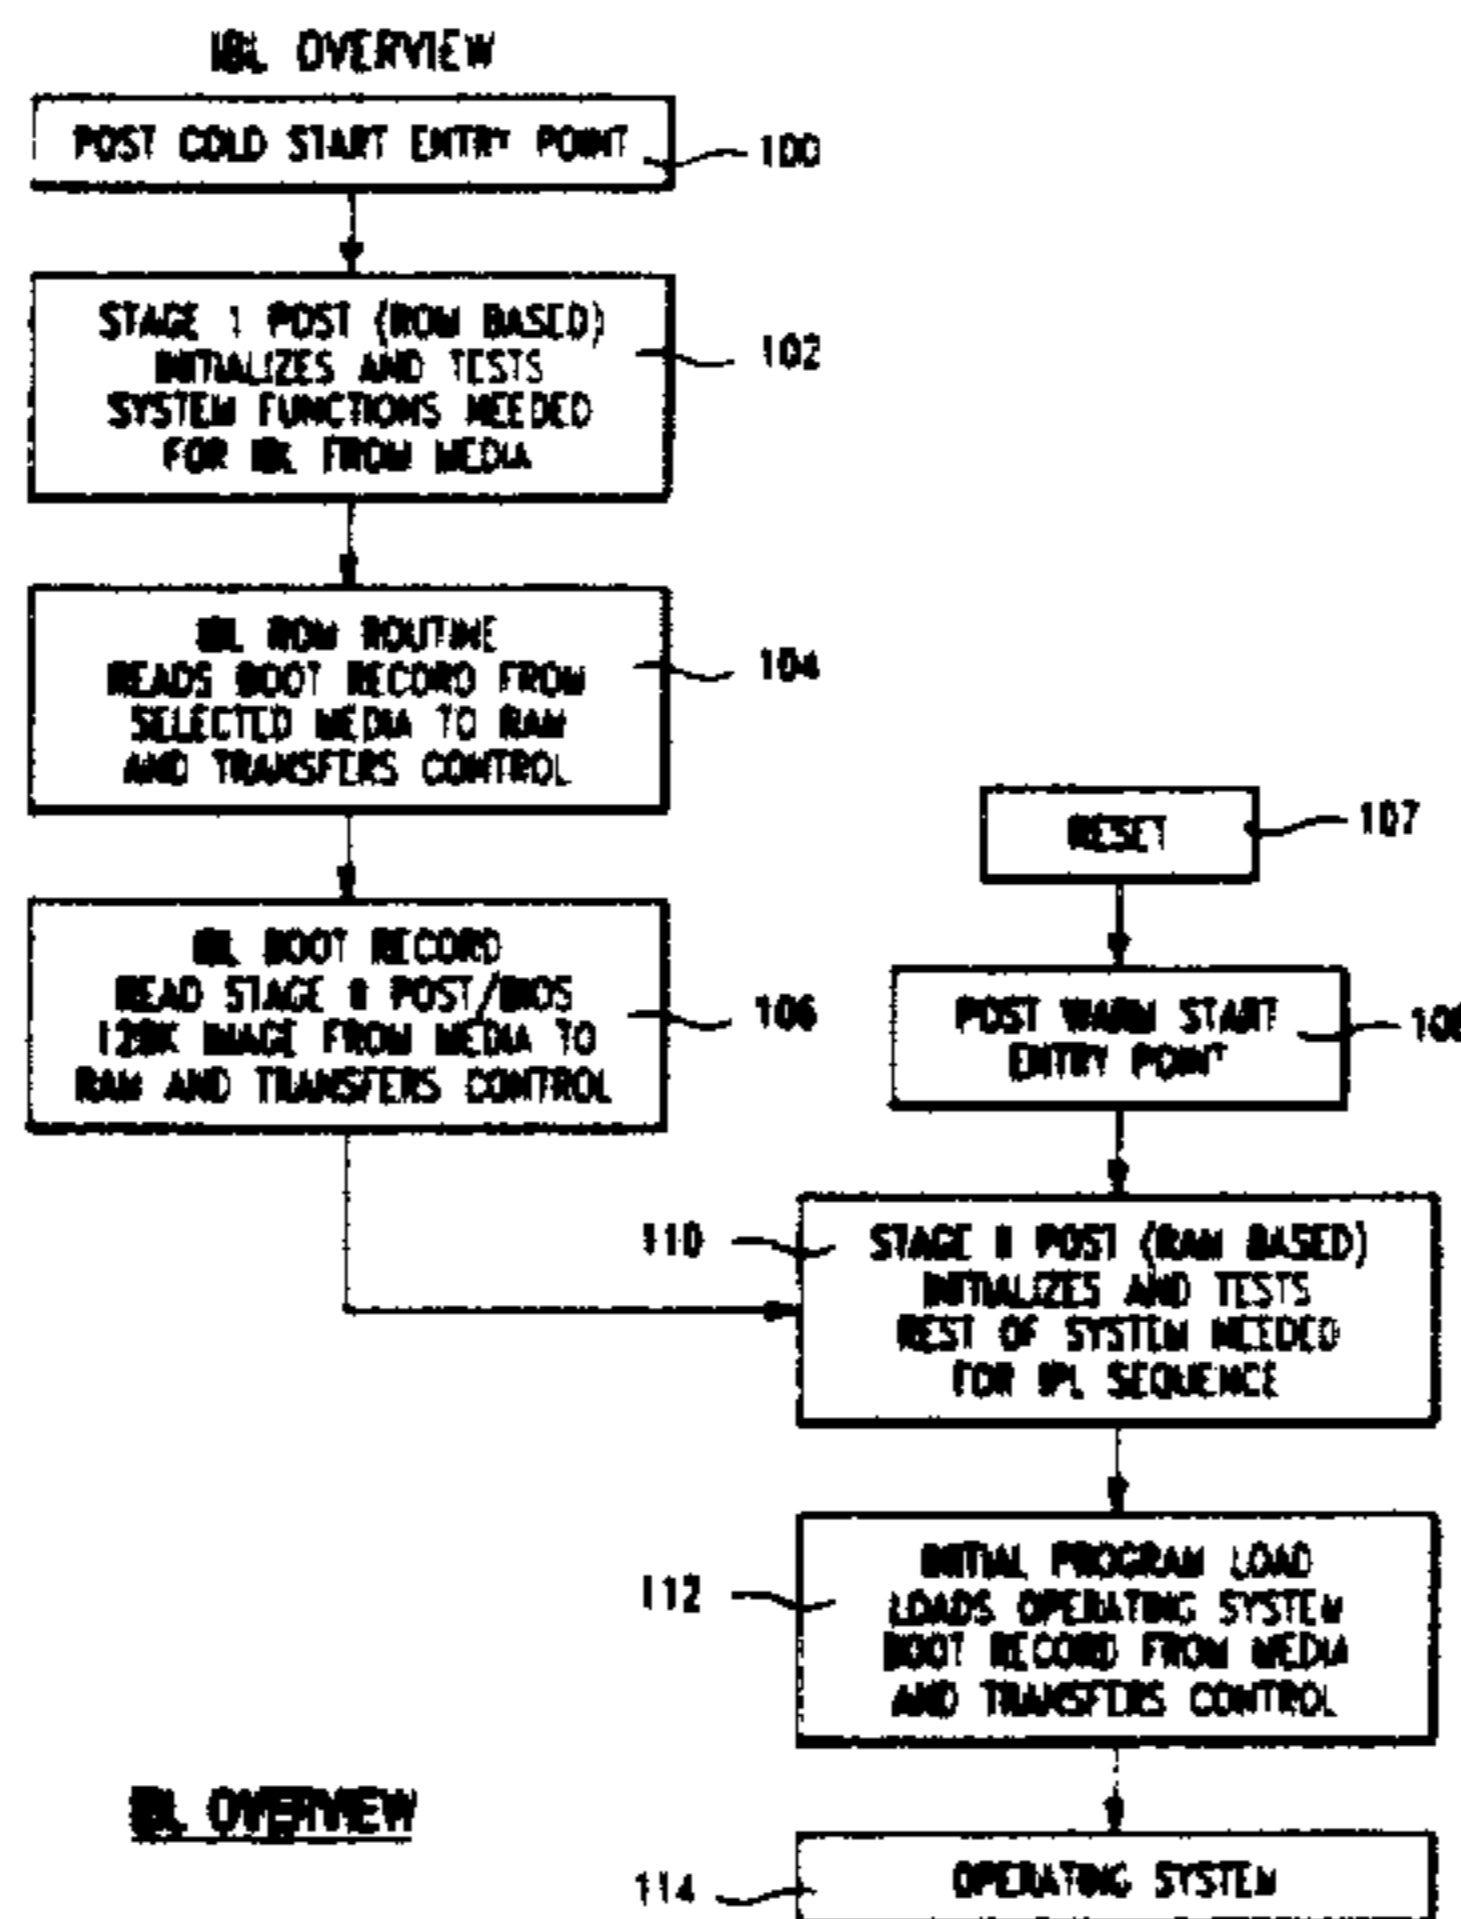 IBL OVERVIEW
POST COLD START ENTRY POINT
100
STAGE 1 POST (ROM BASED)
INITIALIZES AND TESTS
SYSTEM FUNCTIONS NEEDED
FOR IBL FROM MEDIA
102
IBL ROM ROUTINE
READS BOOT RECORD FROM
SELECTED MEDIA TO RAM
AND TRANSFERS CONTROL
104
IBL BOOT RECORD
READ STAGE II POST/BIOS
128K IMAGE FROM MEDIA TO
RAM AND TRANSFERS CONTROL
106
RESET
107
POST WARM START
ENTRY POINT
110
STAGE II POST (RAM BASED)
INITIALIZES AND TESTS
REST OF SYSTEM NEEDED
FOR IPL SEQUENCE
112
INITIAL PROGRAM LOAD
LOADS OPERATING SYSTEM
BOOT RECORD FROM MEDIA
AND TRANSFERS CONTROL
IBL OVERVIEW
114
OPERATING SYSTEM